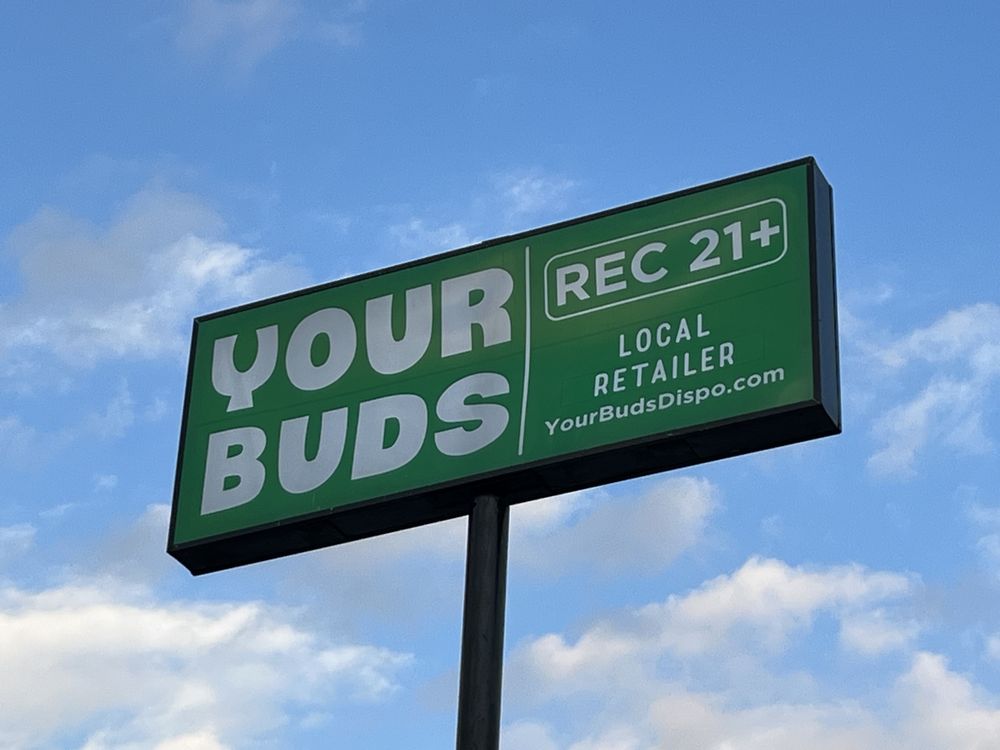 YOUR
BUDS
REC 21+
LOCAL
RETAILER
YourBudsDispo.com